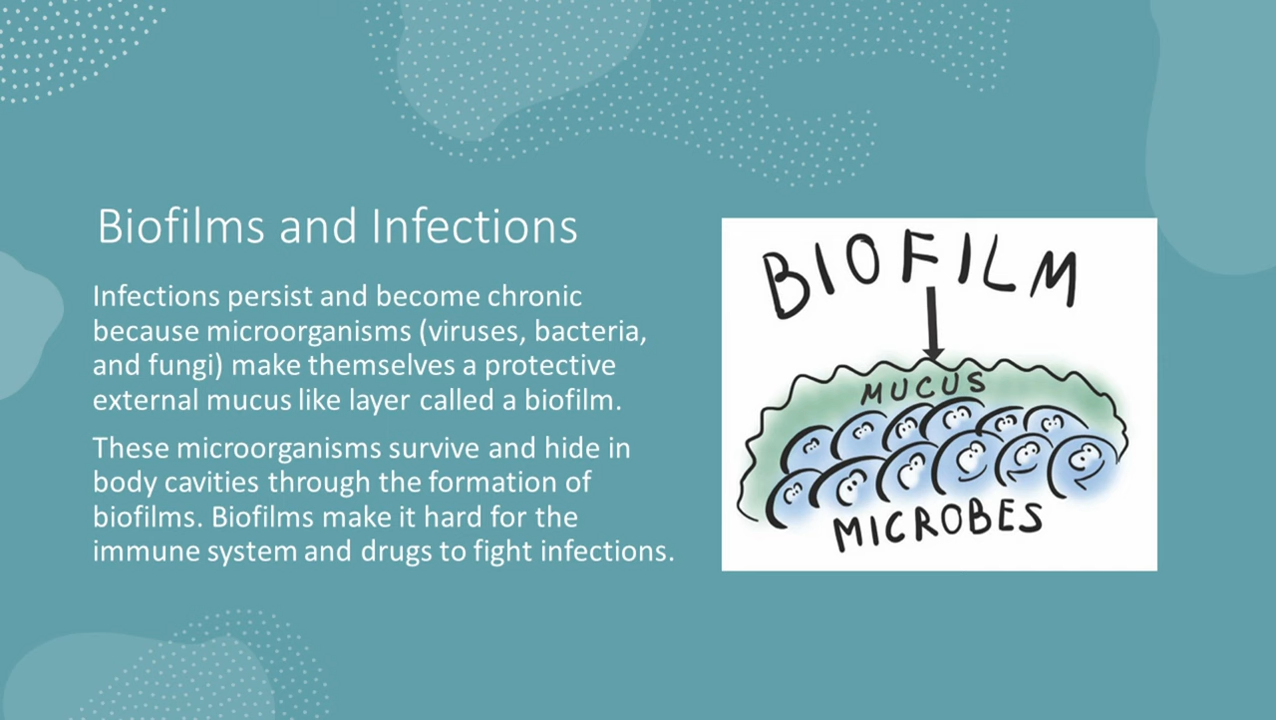 Biofilms and Infections
Infections persist and become chronic
because microorganisms (viruses, bacteria,
and fungi) make themselves a protective
external mucus like layer called a biofilm.
These microorganisms survive and hide in
body cavities through the formation of
biofilms. Biofilms make it hard for the
immune system and drugs to fight infections.
BIOFILM
MUCUS
MICROBES